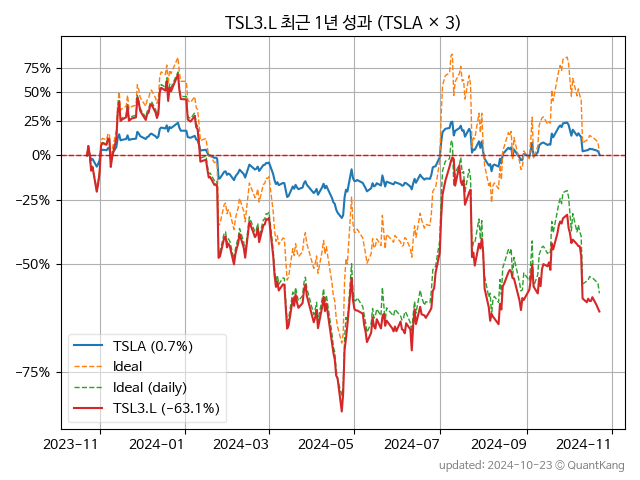 TSL3.L 최근 1년 성과 (TSLA × 3)
75%
50%
25%
0%
−25%
−50%
−75%
TSLA (0.7%)
Ideal
Ideal (daily)
TSL3.L (−63.1%)
2023−11
2024−01
2024−03
2024−05
2024−07
2024−09
2024−11
updated: 2024-10-23 © QuantKang